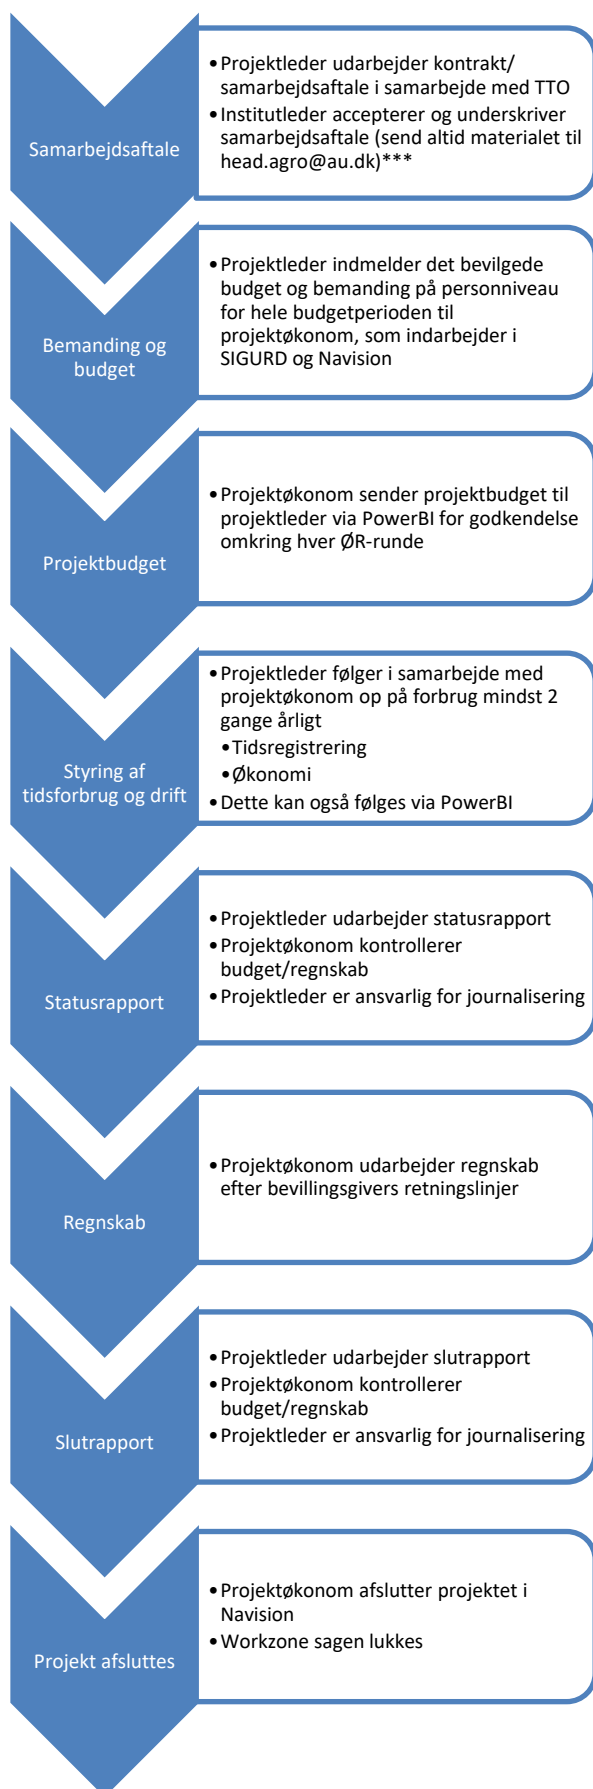 Samarbejdsaftale
•Projektleder udarbejder kontrakt/
samarbejdsaftale i samarbejde med TTO
•Institutleder accepterer og underskriver
samarbejdsaftale (send altid materialet til
head.agro@au.dk)***
Bemanding og
budget
•Projektleder indmelder det bevilgede
budget og bemanding på personniveau
for hele budgetperioden til
projektøkonom, som indarbejder i
SIGURD og Navision
Projektbudget
•Projektøkonom sender projektbudget til
projektleder via PowerBI for godkendelse
omkring hver ØR-runde
Styring af
tidsforbrug og drift
•Projektleder følger i samarbejde med
projektøkonom op på forbrug mindst 2
gange årligt
•Tidsregistrering
•Økonomi
•Dette kan også følges via PowerBI
Statusrapport
•Projektleder udarbejder statusrapport
•Projektøkonom kontrollerer
budget/regnskab
•Projektleder er ansvarlig for journalisering
Regnskab
•Projektøkonom udarbejder regnskab
efter bevillingsgivers retningslinjer
Slutrapport
•Projektleder udarbejder slutrapport
•Projektøkonom kontrollerer
budget/regnskab
•Projektleder er ansvarlig for journalisering
Projekt afsluttes
•Projektøkonom afslutter projektet i
Navision
•Workzone sagen lukkes